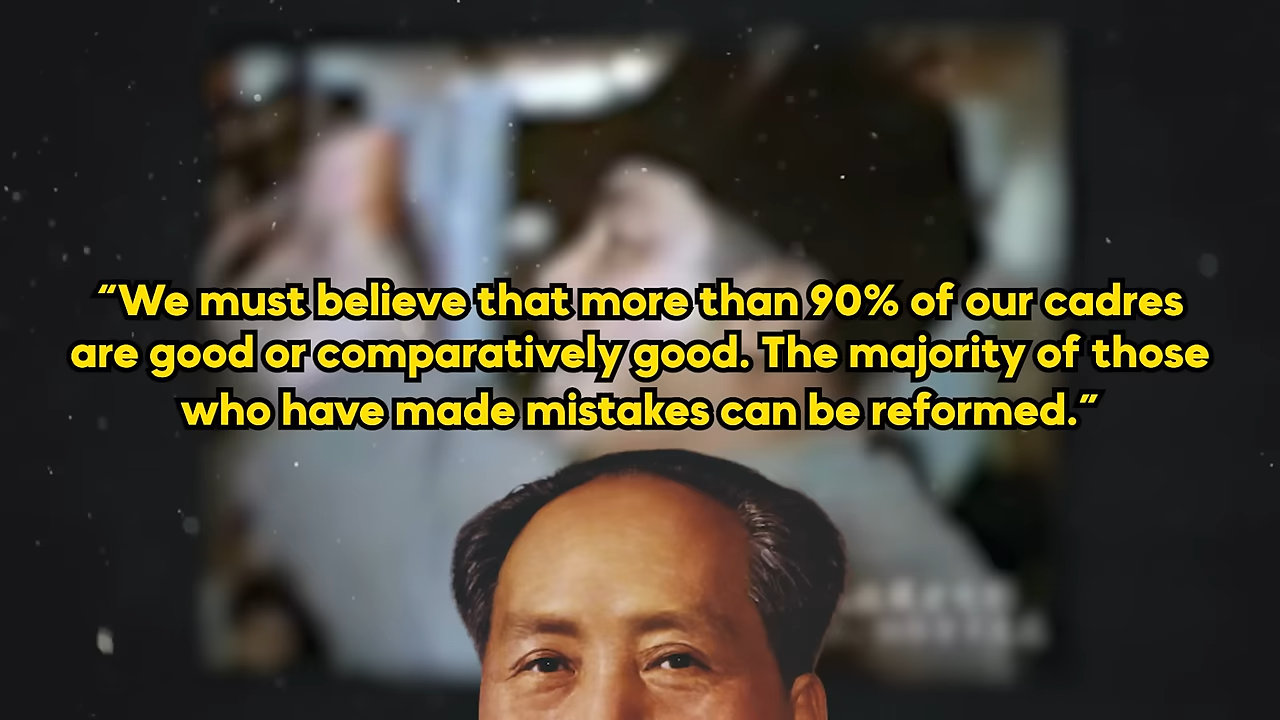 “We must believe that more than 90% of our cadres
are good or comparatively good. The majority of those
who have made mistakes can be reformed.”